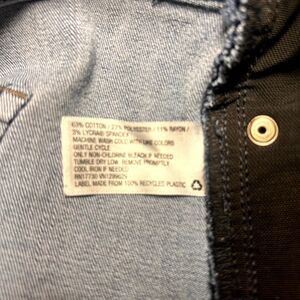 63% COTTON / 23% POLYESTER / 11% RAYON /
3% LYCRA® SPANDEX
MACHINE WASH COLD WITH LIKE COLORS
GENTLE CYCLE
ONLY NON-CHLORINE BLEACH IF NEEDED
TUMBLE DRY LOW REMOVE PROMPTLY
COOL IRON IF NEEDED
RN17730
LABEL MADE FROM 100% RECYCLED PLASTIC